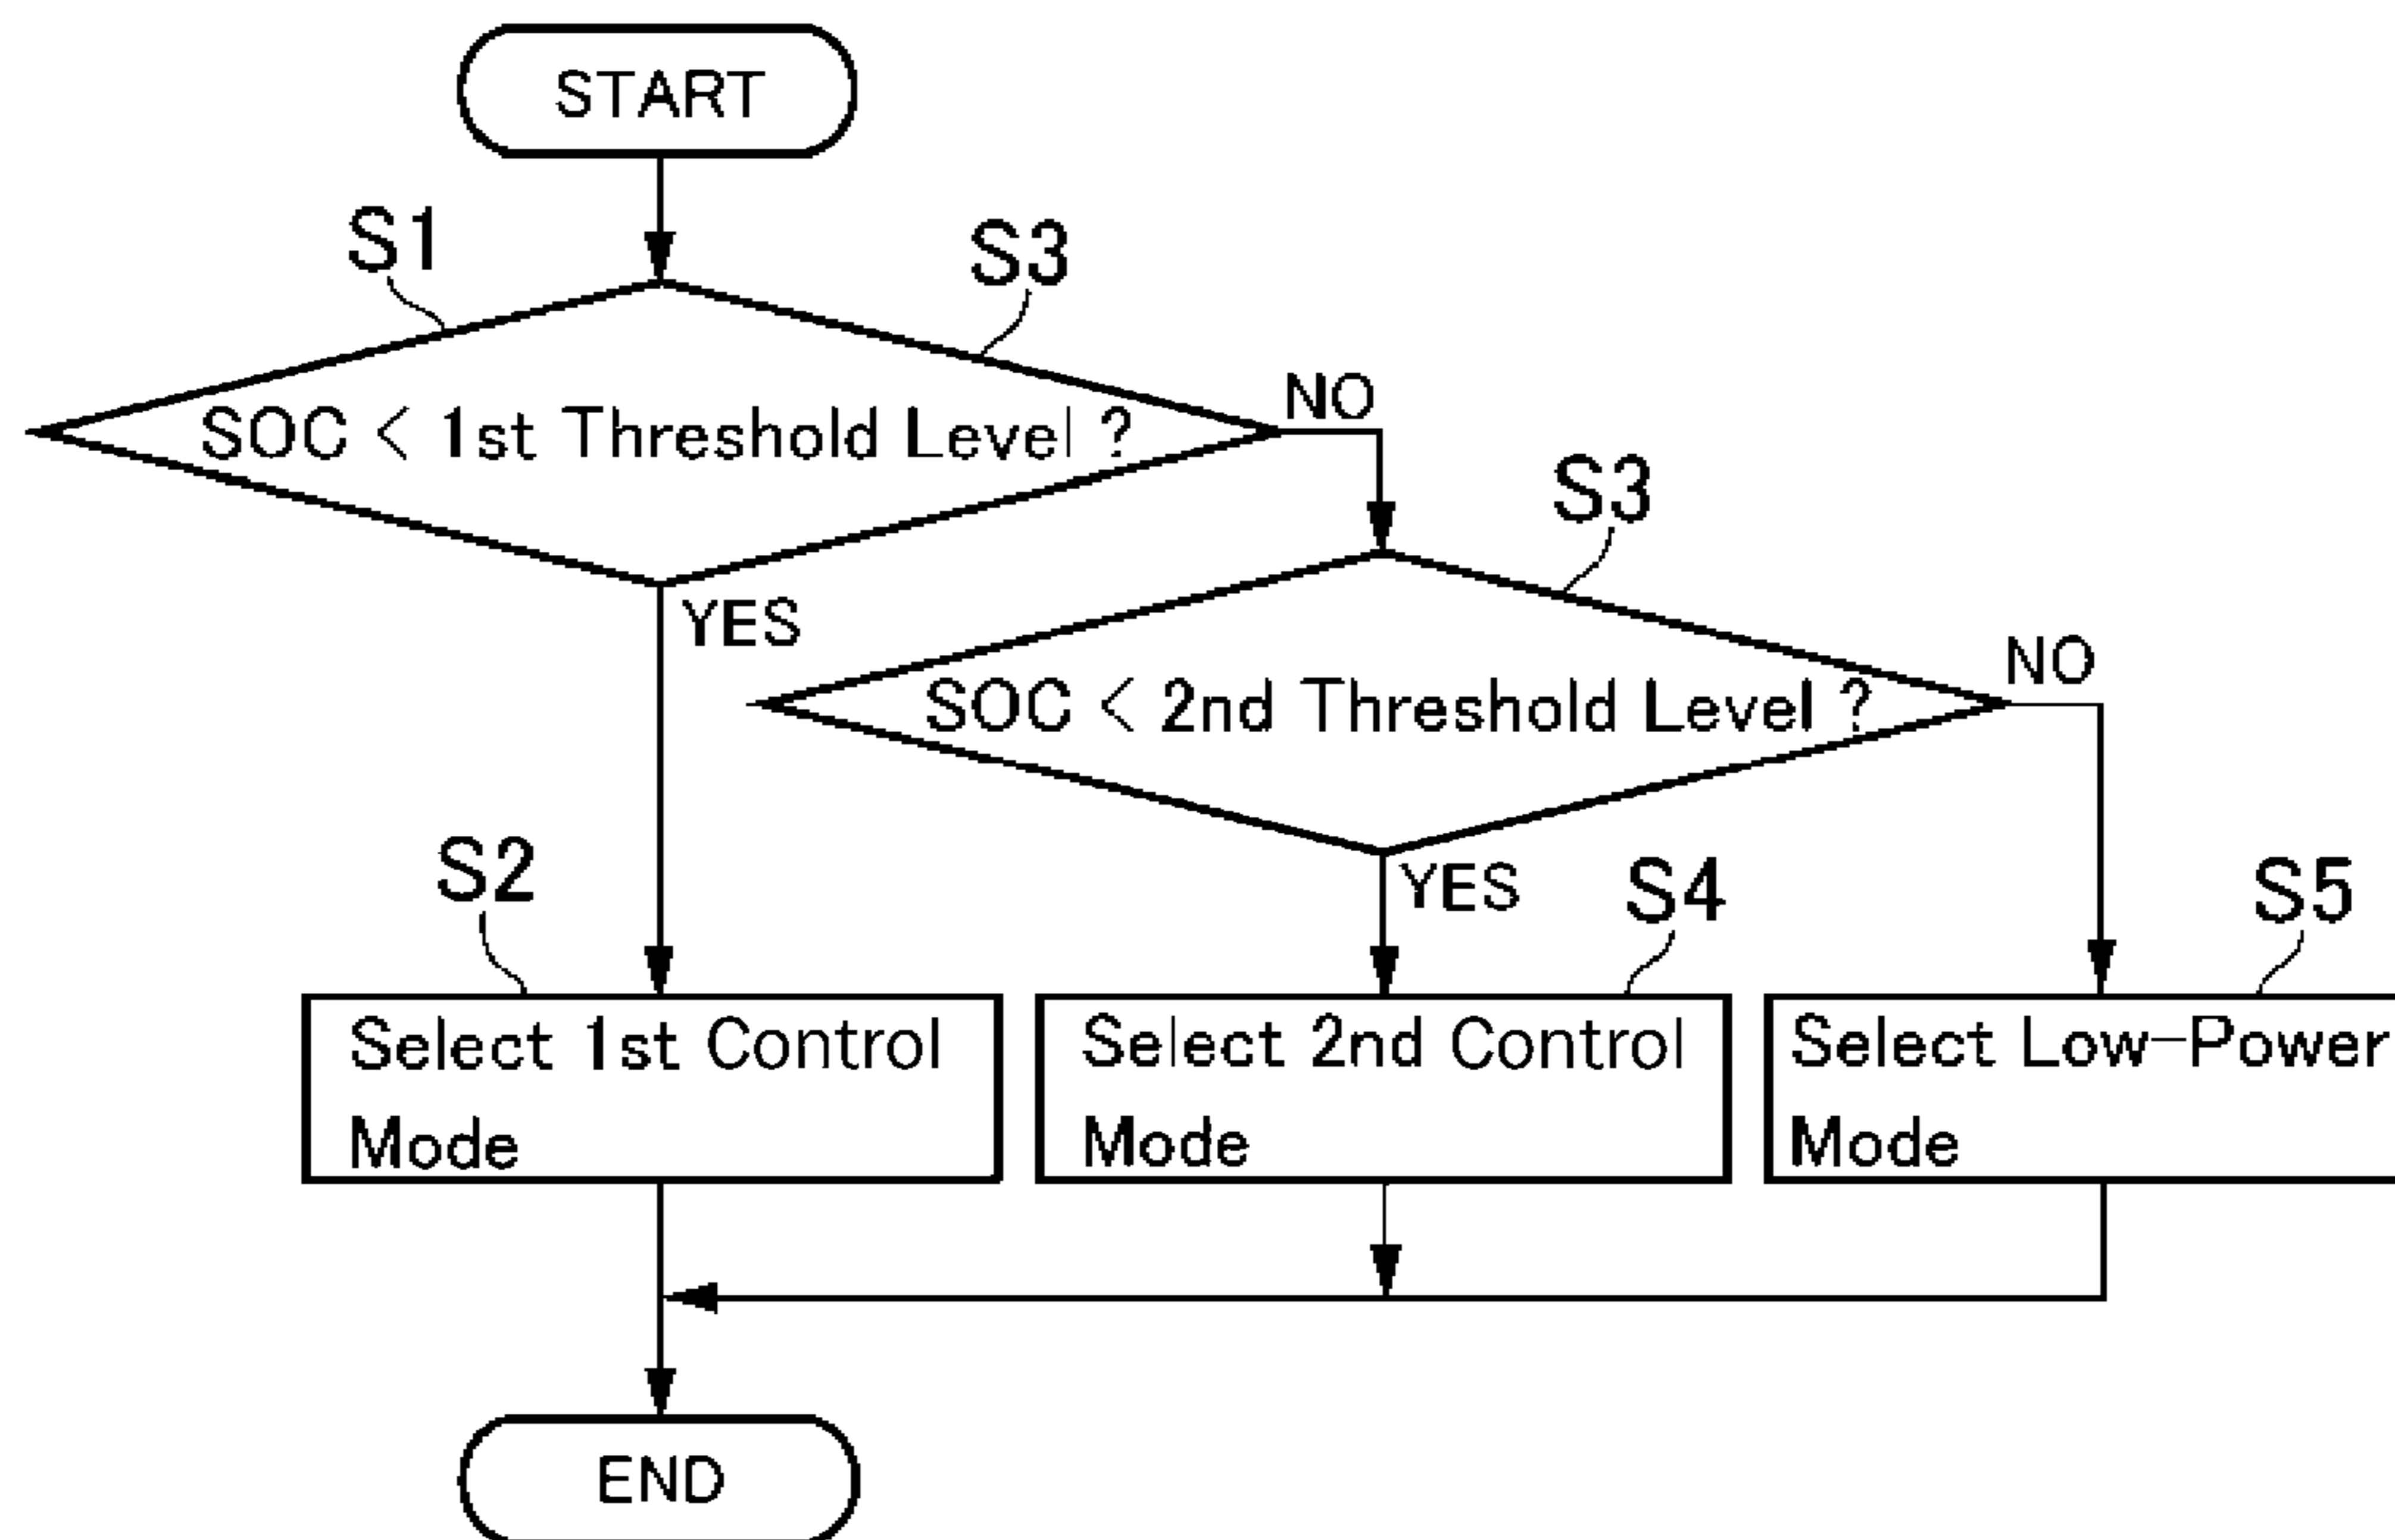 START
S1
S3
SOC < 1st Threshold Level ?
NO
YES
S3
SOC < 2nd Threshold Level ?
NO
YES
S2
S4
S5
Select 1st Control
Mode
Select 2nd Control
Mode
Select Low-Power
Mode
END